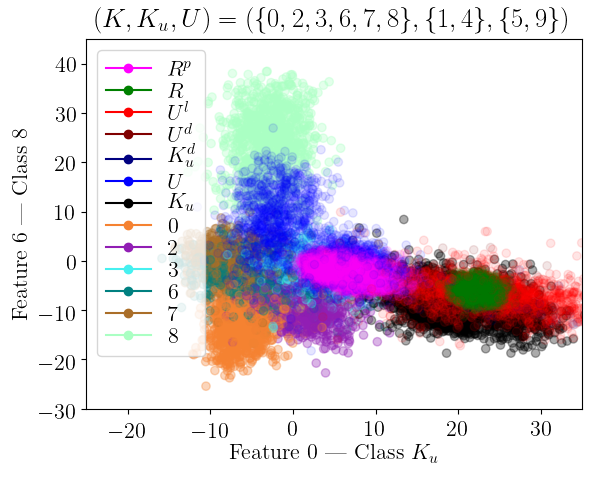 (K, K_u, U) = ({0, 2, 3, 6, 7, 8}, {1, 4}, {5, 9})
40
30
20
10
0
−10
−20
−30
Feature 6 — Class 8
R^p
R
U^l
U^d
K_u^d
U
K_u
0
2
3
6
7
8
−20
−10
0
10
20
30
Feature 0 — Class K_u